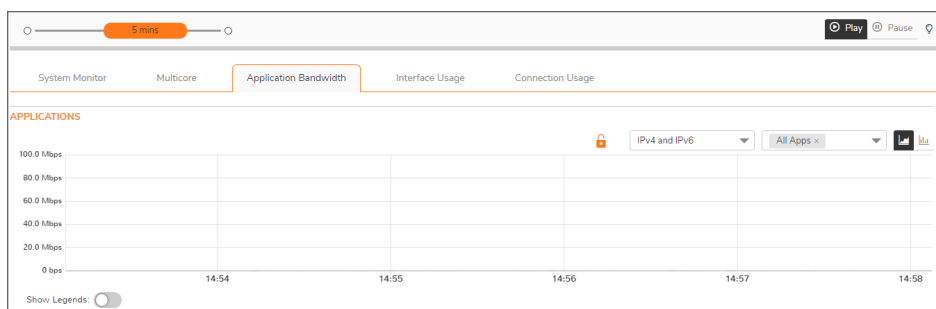 5 mins
Play Pause
System Monitor Multicore Application Bandwidth Interface Usage Connection Usage
APPLICATIONS
IPv4 and IPv6 All Apps ×
100.0 Mbps
80.0 Mbps
60.0 Mbps
40.0 Mbps
20.0 Mbps
0 bps
14:54 14:55 14:56 14:57 14:58
Show Legends: